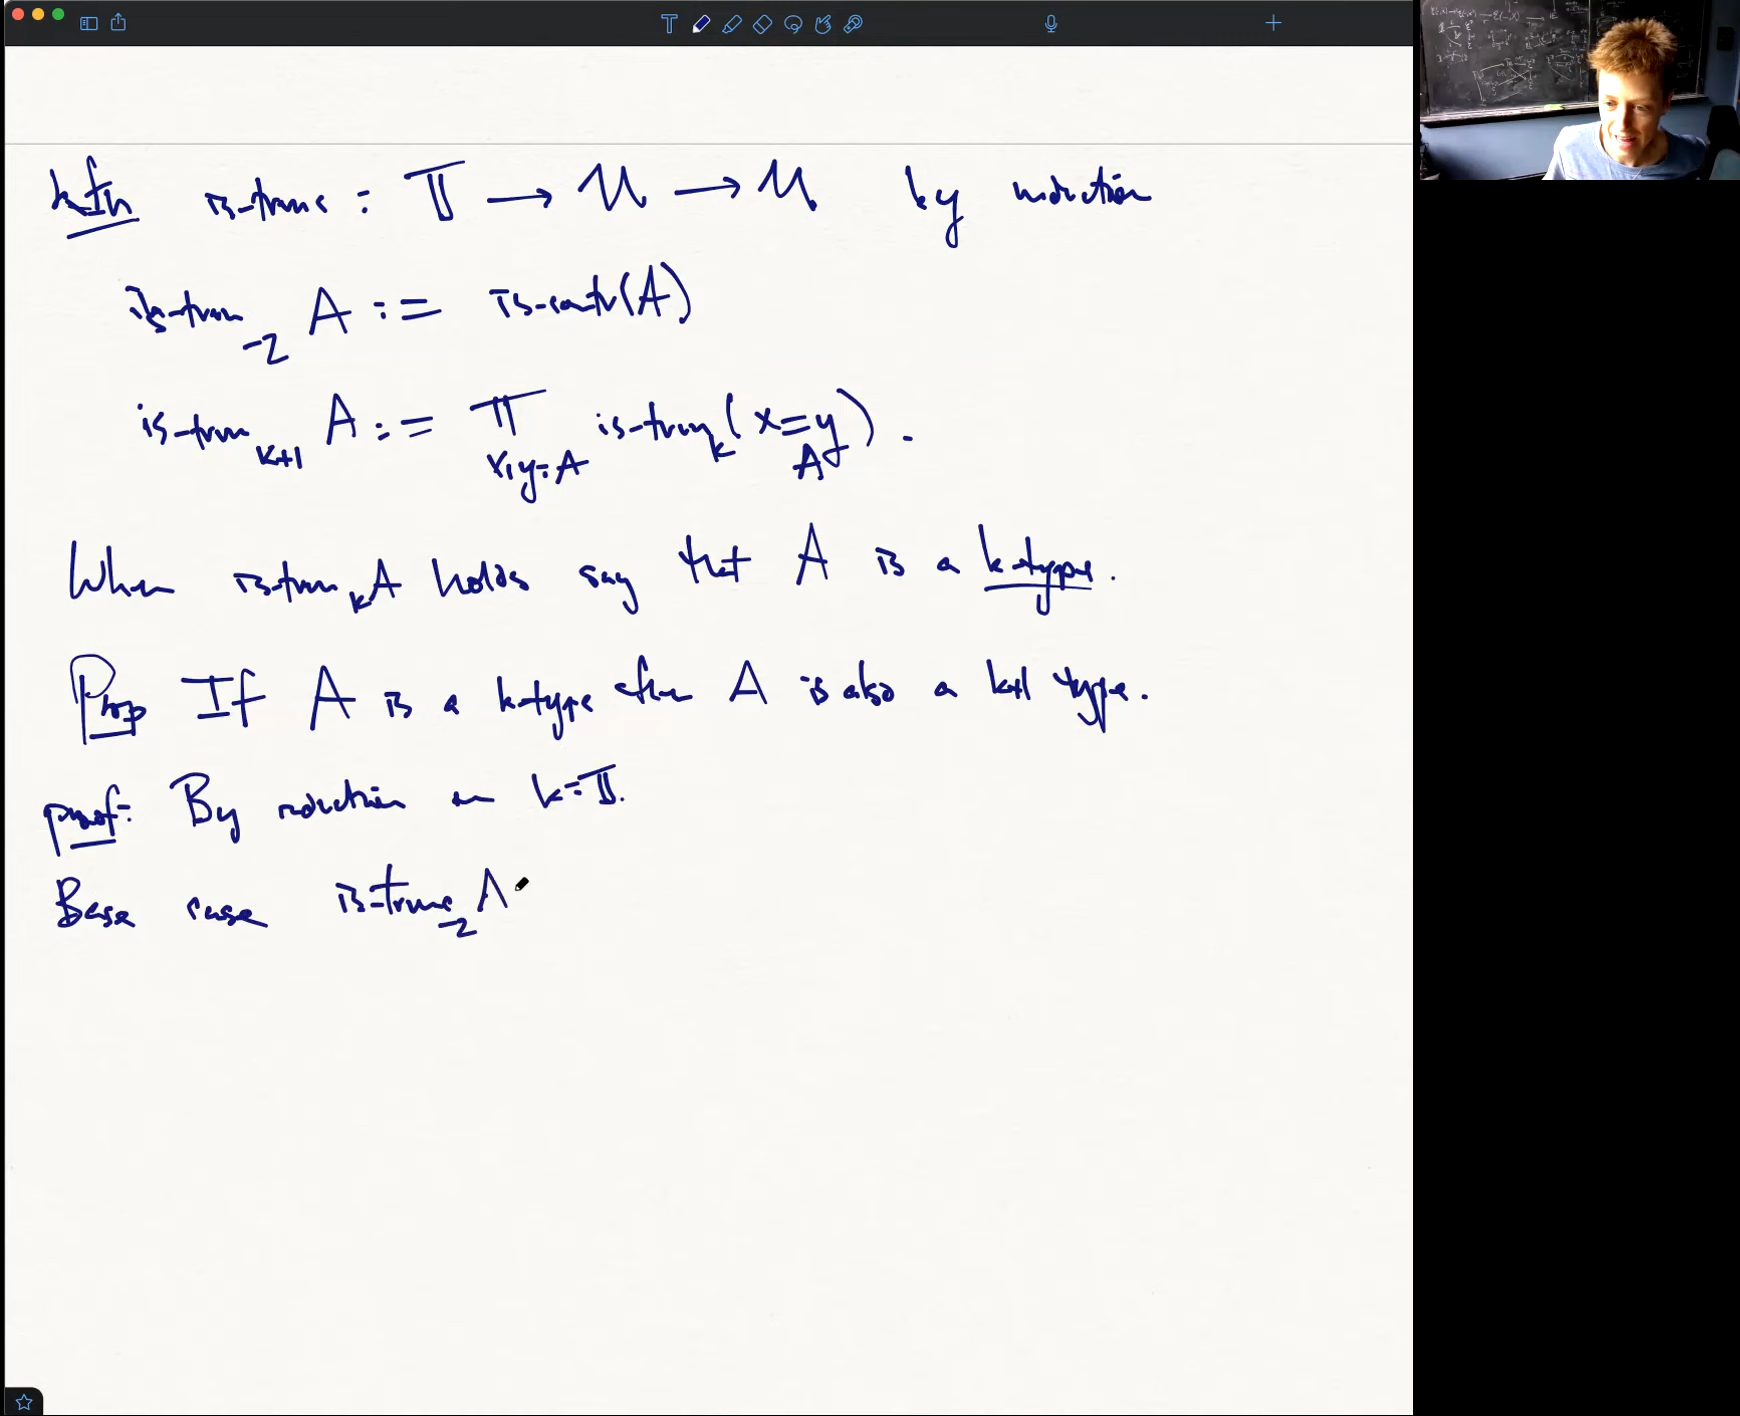 Dfn is-trunc : 𝕋 → U → U by induction
is-trunc₋₂ A := is-contr(A)
is-trunc_{k+1} A := Π_{x,y:A} is-trunc_k(x =_A y).
When is-trunc_k A holds say that A is a k-type.
Prop If A is a k-type then A is also a k+1 type.
proof: By induction on k:𝕋.
Base case is-trunc₋₂ A